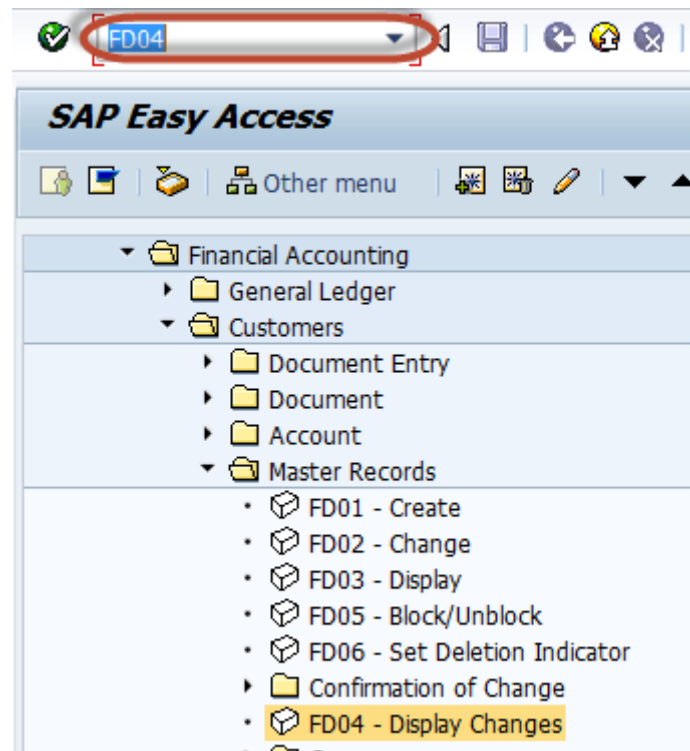 FD04
SAP Easy Access
Other menu
Financial Accounting
General Ledger
Customers
Document Entry
Document
Account
Master Records
FD01 - Create
FD02 - Change
FD03 - Display
FD05 - Block/Unblock
FD06 - Set Deletion Indicator
Confirmation of Change
FD04 - Display Changes